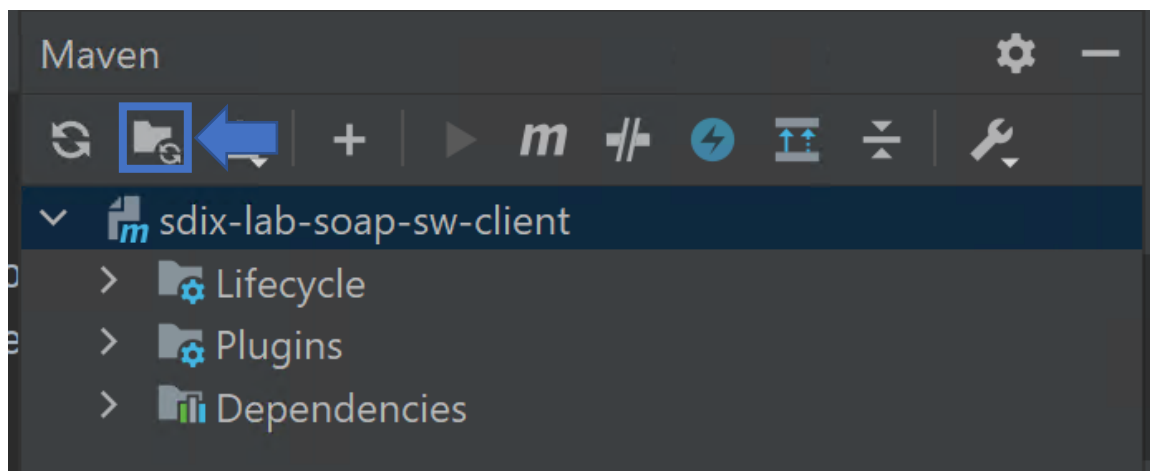 Maven
m
sdix-lab-soap-sw-client
Lifecycle
Plugins
Dependencies